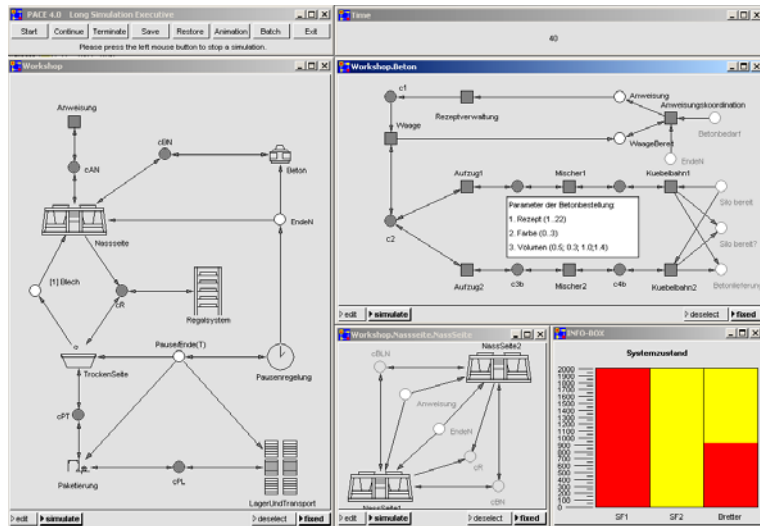 PACE 4.0 Long Simulation Executive
Start Continue Terminate Save Restore Animation Batch Exit
Please press the left mouse button to stop a simulation.
Time
40
Workshop
Anweisung
cBN
cAN
Beton
EndeN
Nassseite
[1] Blech
cR
Regalsystem
Pause/Ende(T)
TrockenSeite
Pausenregelung
cPT
Paketierung
cPL
LagerUndTransport
edit simulate deselect fixed
Workshop.Beton
c1
Anweisung
Rezeptverwaltung
Anweisungskoordination
Waage
Betonbedarf
WaageBereit
EndeN
Aufzug1 Mischer1 Kuebelbahn1
Parameter der Betonbestellung:
1. Rezept (1..22)
2. Farbe (0..3)
3. Volumen (0.5; 0.3; 1.0;1.4)
Silo bereit
c2
Silo bereit?
Betonlieferung
Aufzug2 c3b Mischer2 c4b Kuebelbahn2
edit simulate deselect fixed
Workshop.Nassseite.NassSeite
NassSeite2
cBLN
Anweisung
EndeN
cR
cBN
NassSeite1
edit simulate deselect fixed
INFO-BOX
Systemzustand
2000
1900
1800
1700
1600
1500
1400
1300
1200
1100
1000
900
800
700
600
500
400
300
200
100
0
SF1 SF2 Bretter